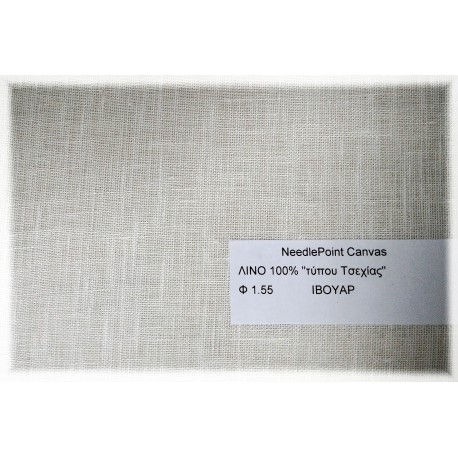 NeedlePoint Canvas
ΛΙΝΟ 100% "τύπου Τσεχίας"
Φ 1.55 ΙΒΟΥΑΡ